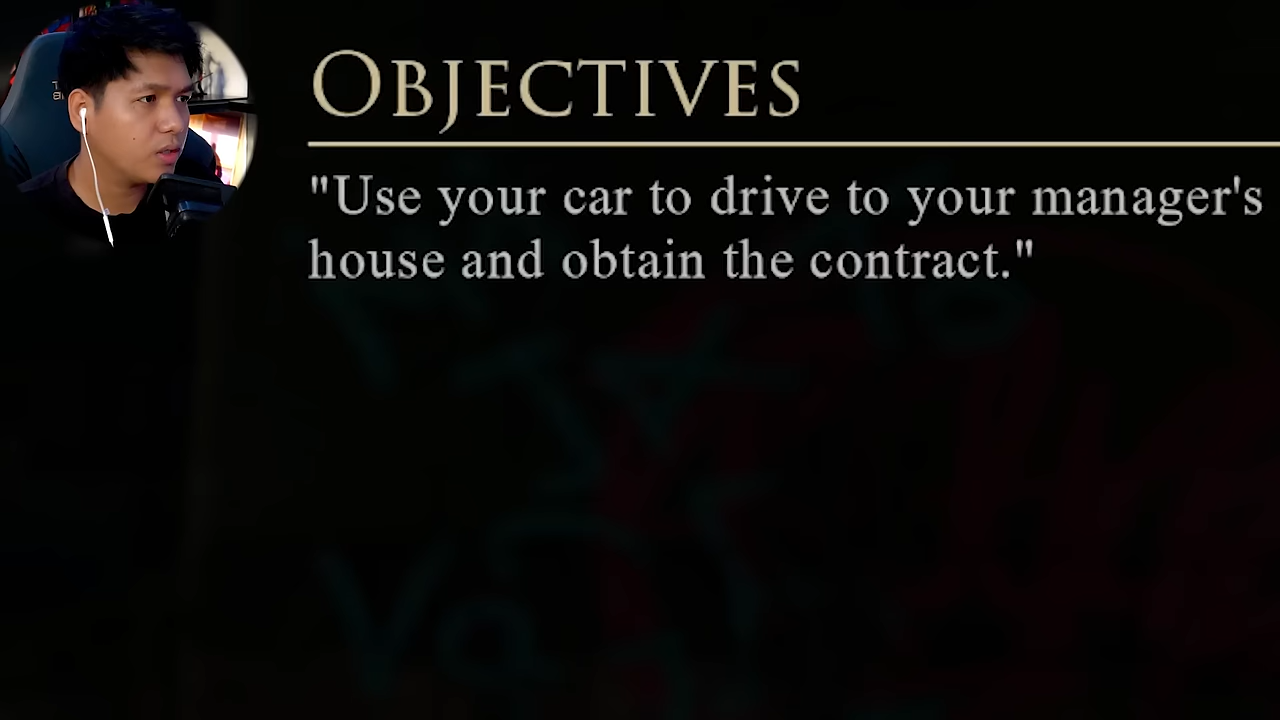 OBJECTIVES
"Use your car to drive to your manager's
house and obtain the contract."